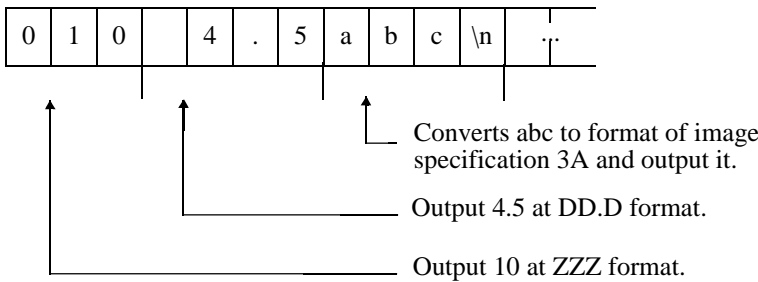 0 1 0 4 . 5 a b c \n ...
Converts abc to format of image
specification 3A and output it.
Output 4.5 at DD.D format.
Output 10 at ZZZ format.